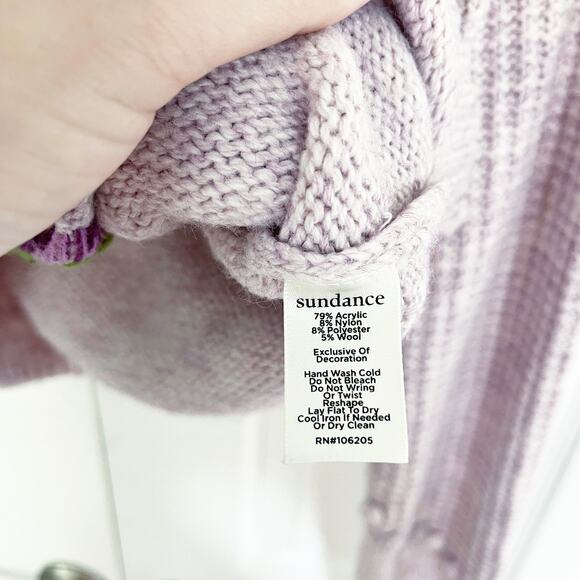 sundance
79% Acrylic
8% Nylon
8% Polyester
5% Wool
Exclusive Of
Decoration
Hand Wash Cold
Do Not Bleach
Do Not Wring
Or Twist
Reshape
Lay Flat To Dry
Cool Iron If Needed
Or Dry Clean
RN#106205